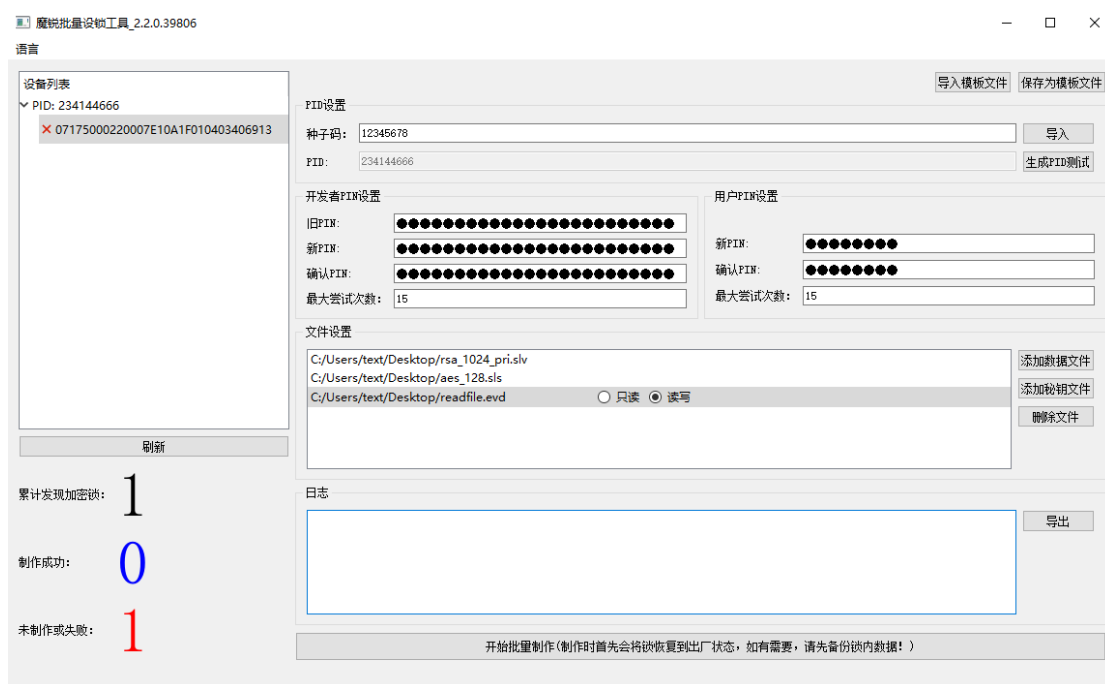 魔锐批量设锁工具_2.2.0.39806
语言
设备列表
PID: 234144666
07175000220007E10A1F010403406913
刷新
累计发现加密锁: 1
制作成功: 0
未制作或失败: 1
导入模板文件 保存为模板文件
PID设置
种子码: 12345678 导入
PID: 234144666 生成PID测试
开发者PIN设置
旧PIN: ●●●●●●●●●●●●●●●●●●●●●●●●
新PIN: ●●●●●●●●●●●●●●●●●●●●●●●●
确认PIN: ●●●●●●●●●●●●●●●●●●●●●●●●
最大尝试次数: 15
用户PIN设置
新PIN: ●●●●●●●●
确认PIN: ●●●●●●●●
最大尝试次数: 15
文件设置
C:/Users/text/Desktop/rsa_1024_pri.slv
C:/Users/text/Desktop/aes_128.sls
C:/Users/text/Desktop/readfile.evd 只读 读写
添加数据文件
添加秘钥文件
删除文件
日志
导出
开始批量制作(制作时首先会将锁恢复到出厂状态，如有需要，请先备份锁内数据！)